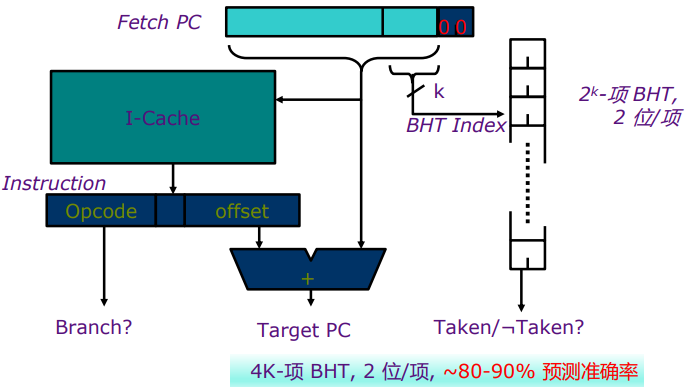 Fetch PC
0 0
k
2ᵏ-项 BHT,
2 位/项
I-Cache
BHT Index
Instruction
Opcode
offset
+
Branch?
Target PC
Taken/¬Taken?
4K-项 BHT, 2 位/项, ~80-90% 预测准确率